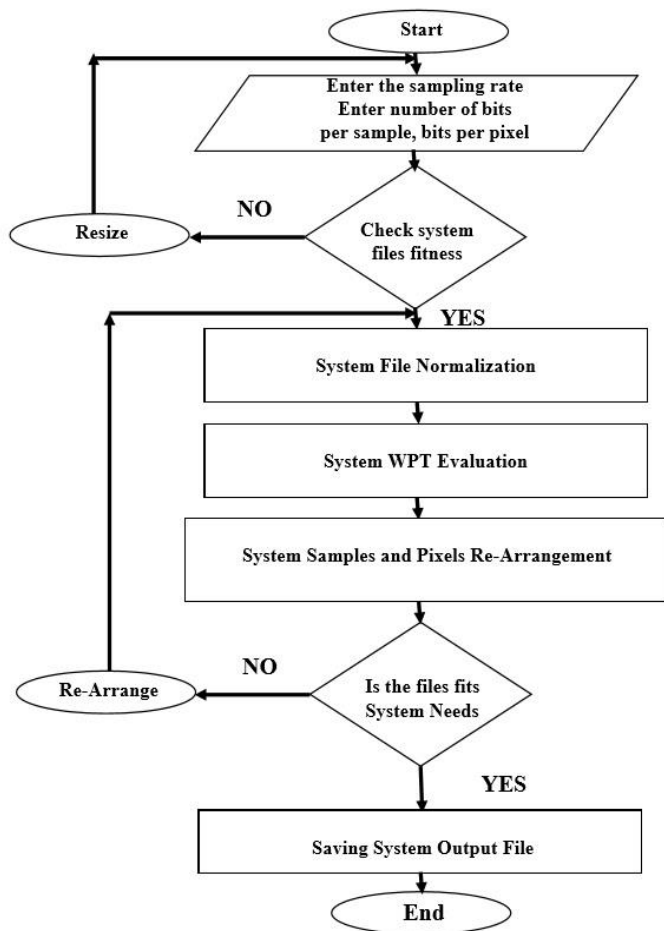 Start
Enter the sampling rate
Enter number of bits
per sample, bits per pixel
NO
Resize
Check system
files fitness
YES
System File Normalization
System WPT Evaluation
System Samples and Pixels Re-Arrangement
NO
Re-Arrange
Is the files fits
System Needs
YES
Saving System Output File
End